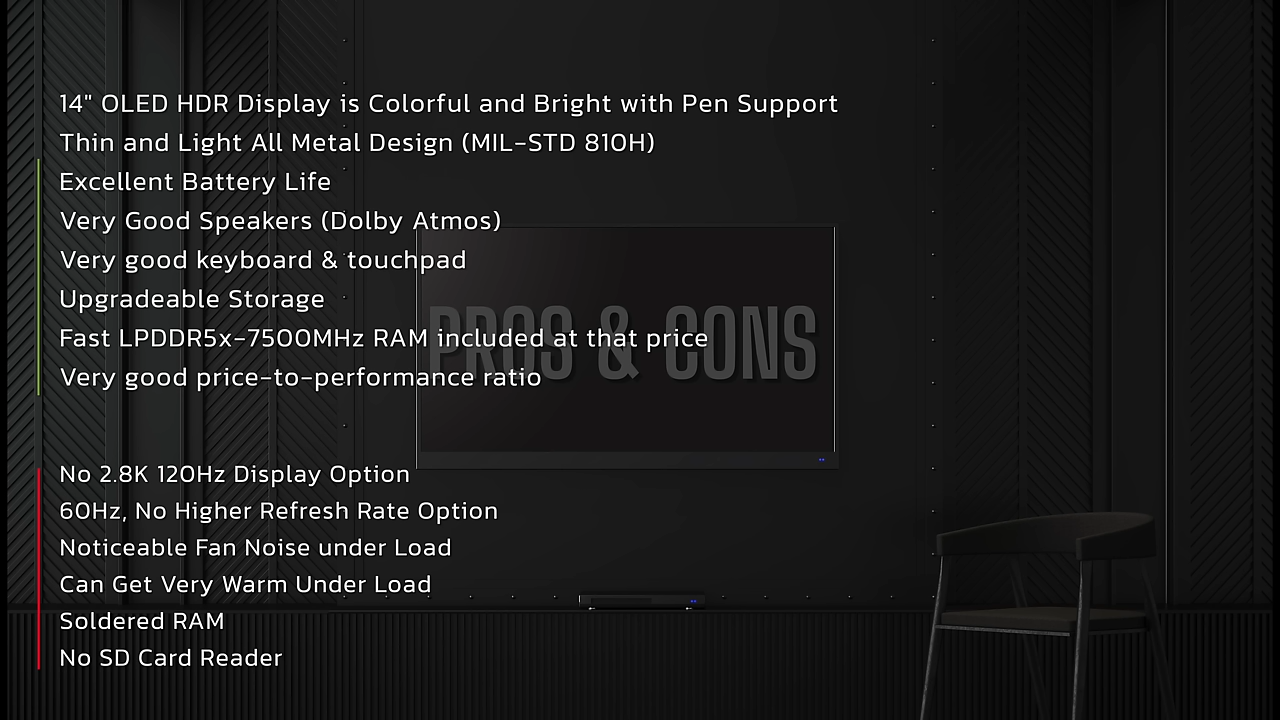 14" OLED HDR Display is Colorful and Bright with Pen Support
Thin and Light All Metal Design (MIL-STD 810H)
Excellent Battery Life
Very Good Speakers (Dolby Atmos)
Very good keyboard & touchpad
Upgradeable Storage
PROS & CONS
Fast LPDDR5x-7500MHz RAM included at that price
Very good price-to-performance ratio
No 2.8K 120Hz Display Option
60Hz, No Higher Refresh Rate Option
Noticeable Fan Noise under Load
Can Get Very Warm Under Load
Soldered RAM
No SD Card Reader